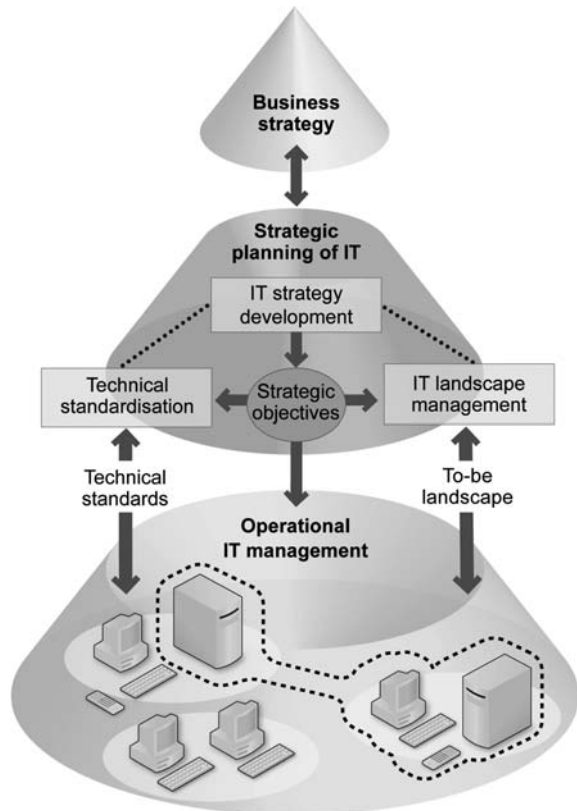 Business
strategy
Strategic
planning of IT
IT strategy
development
Technical
standardisation
Strategic
objectives
IT landscape
management
Technical
standards
To-be
landscape
Operational
IT management